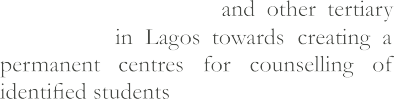 and other tertiary
in Lagos towards creating a
permanent centres for counselling of
identified students